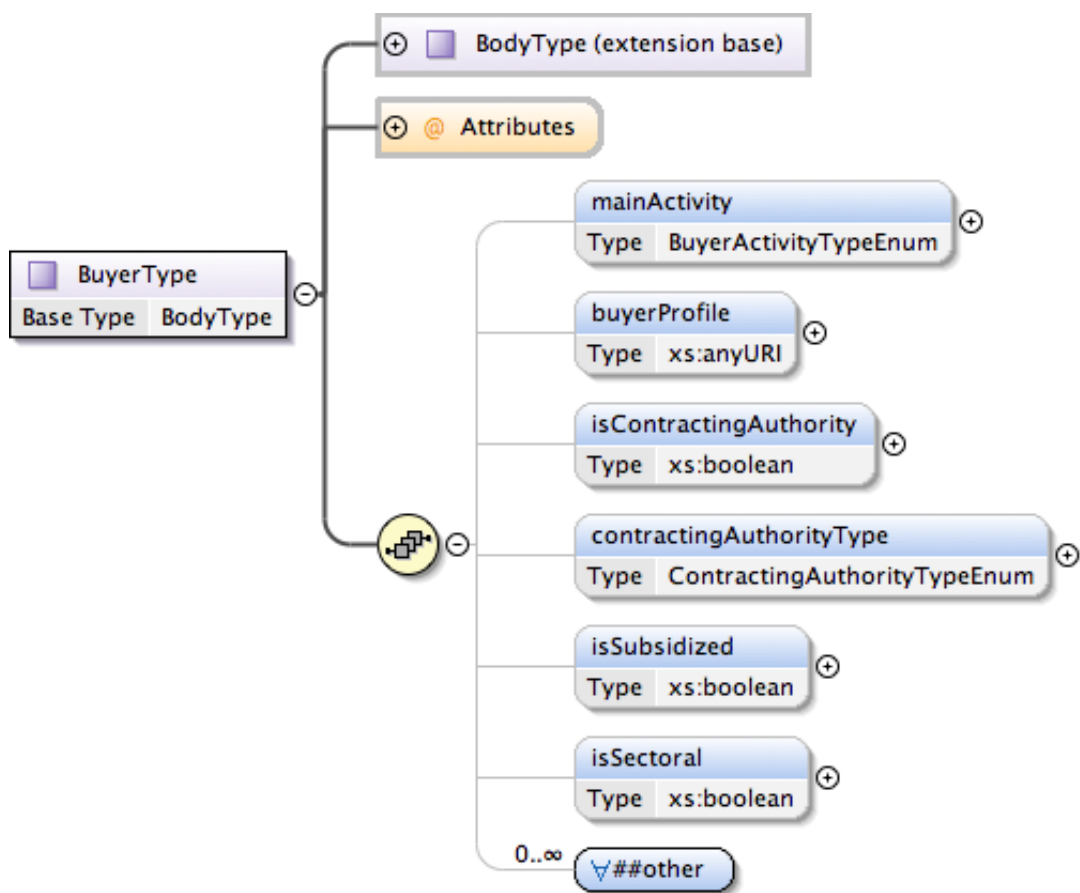 BodyType (extension base)
@ Attributes
BuyerType
Base Type BodyType
mainActivity
Type BuyerActivityTypeEnum
buyerProfile
Type xs:anyURI
isContractingAuthority
Type xs:boolean
contractingAuthorityType
Type ContractingAuthorityTypeEnum
isSubsidized
Type xs:boolean
isSectoral
Type xs:boolean
0..∞
∀##other